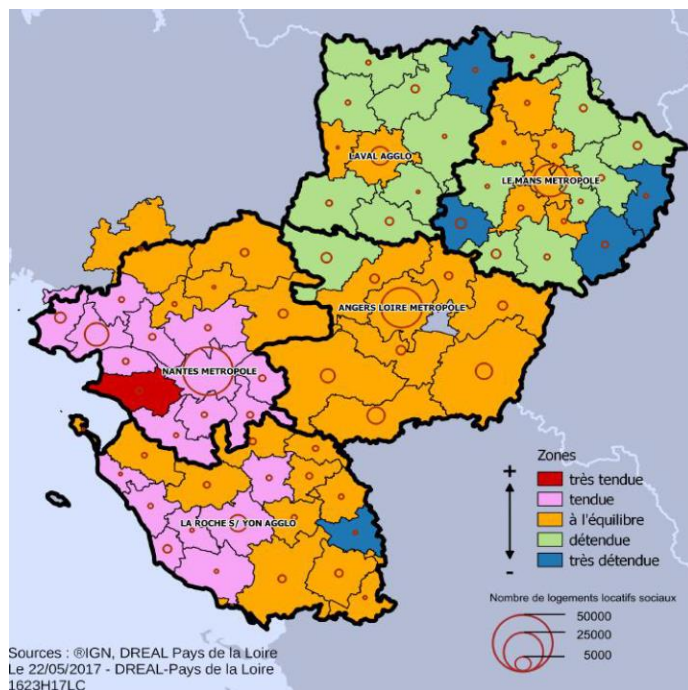 LAVAL AGGLO
LE MANS METROPOLE
ANGERS LOIRE METROPOLE
NANTES METROPOLE
LA ROCHE S/ YON AGGLO
Zones
+
très tendue
tendue
à l'équilibre
détendue
très détendue
-
Nombre de logements locatifs sociaux
50000
25000
5000
Sources : ®IGN, DREAL Pays de la Loire
Le 22/05/2017 - DREAL-Pays de la Loire
1623H17LC